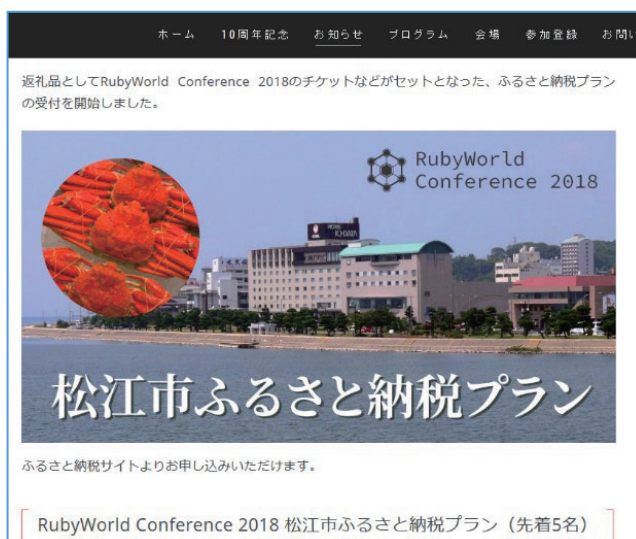 ホーム 10周年記念 お知らせ プログラム 会場 参加登録 お問い
返礼品としてRubyWorld Conference 2018のチケットなどがセットとなった、ふるさと納税プラン
の受付を開始しました。
RubyWorld
Conference 2018
松江市ふるさと納税プラン
ふるさと納税サイトよりお申し込みいただけます。
RubyWorld Conference 2018 松江市ふるさと納税プラン（先着5名）